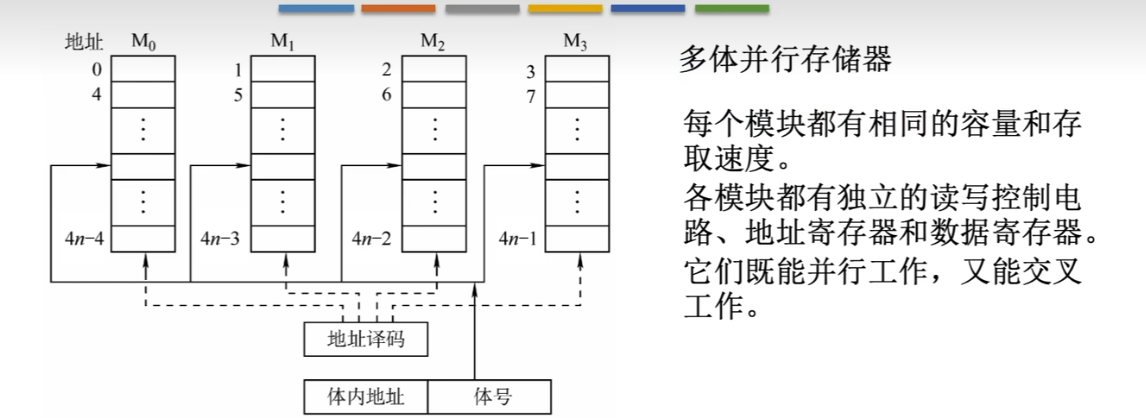 地址 M₀ M₁ M₂ M₃
0 1 2 3
4 5 6 7
4n−4 4n−3 4n−2 4n−1
地址译码
体内地址 体号
多体并行存储器
每个模块都有相同的容量和存
取速度。
各模块都有独立的读写控制电
路、地址寄存器和数据寄存器。
它们既能并行工作，又能交叉
工作。